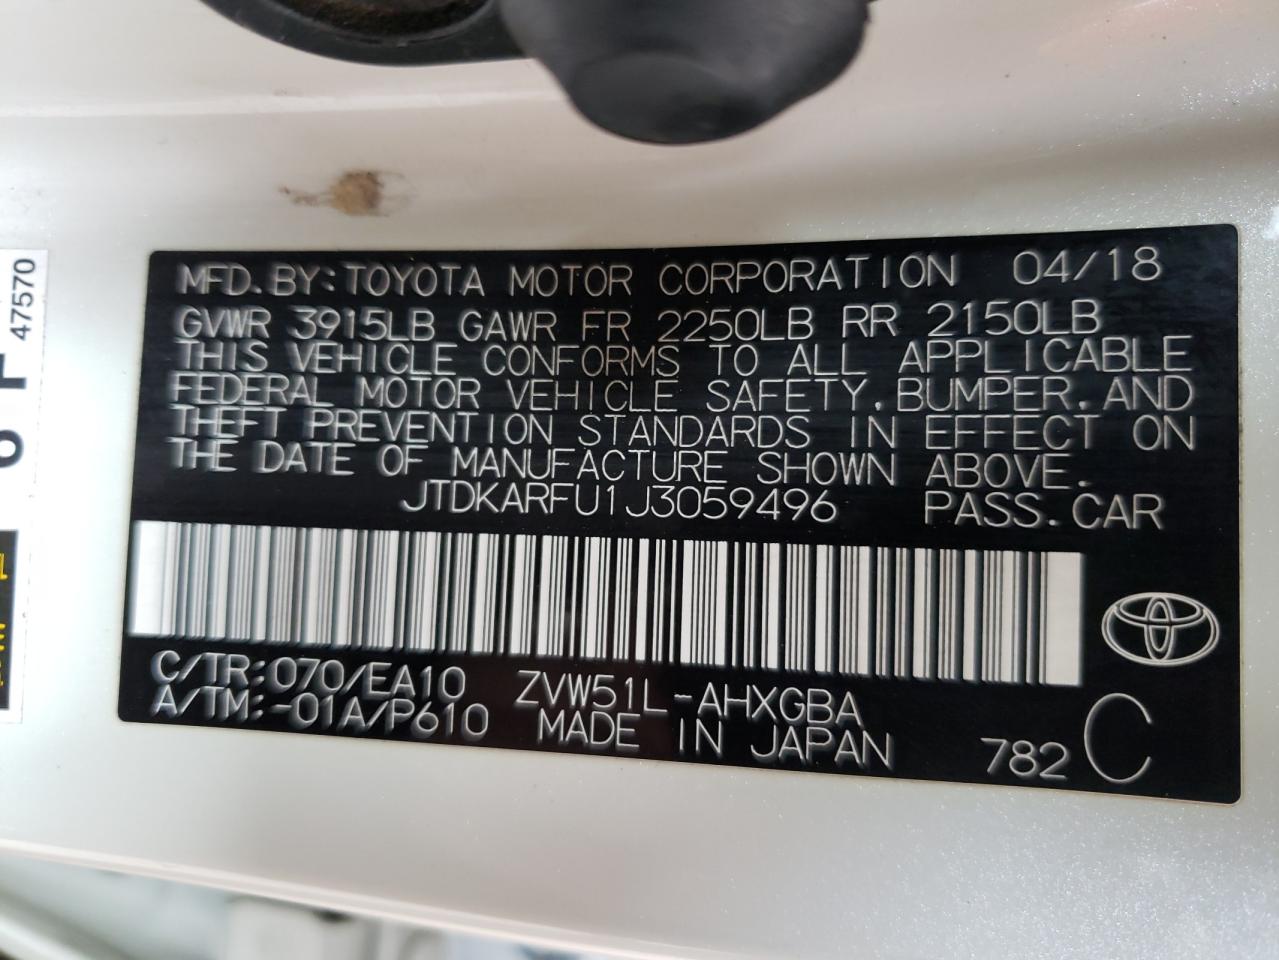 MFD.BY:TOYOTA MOTOR CORPORATION 04/18
GVWR 3915LB GAWR FR 2250LB RR 2150LB
THIS VEHICLE CONFORMS TO ALL APPLICABLE
FEDERAL MOTOR VEHICLE SAFETY,BUMPER,AND
THEFT PREVENTION STANDARDS IN EFFECT ON
THE DATE OF MANUFACTURE SHOWN ABOVE.
JTDKARFU1J3059496 PASS.CAR
C/TR:070/EA10 ZVW51L-AHXGBA
A/TM:-01A/P610 MADE IN JAPAN 782 C
47570